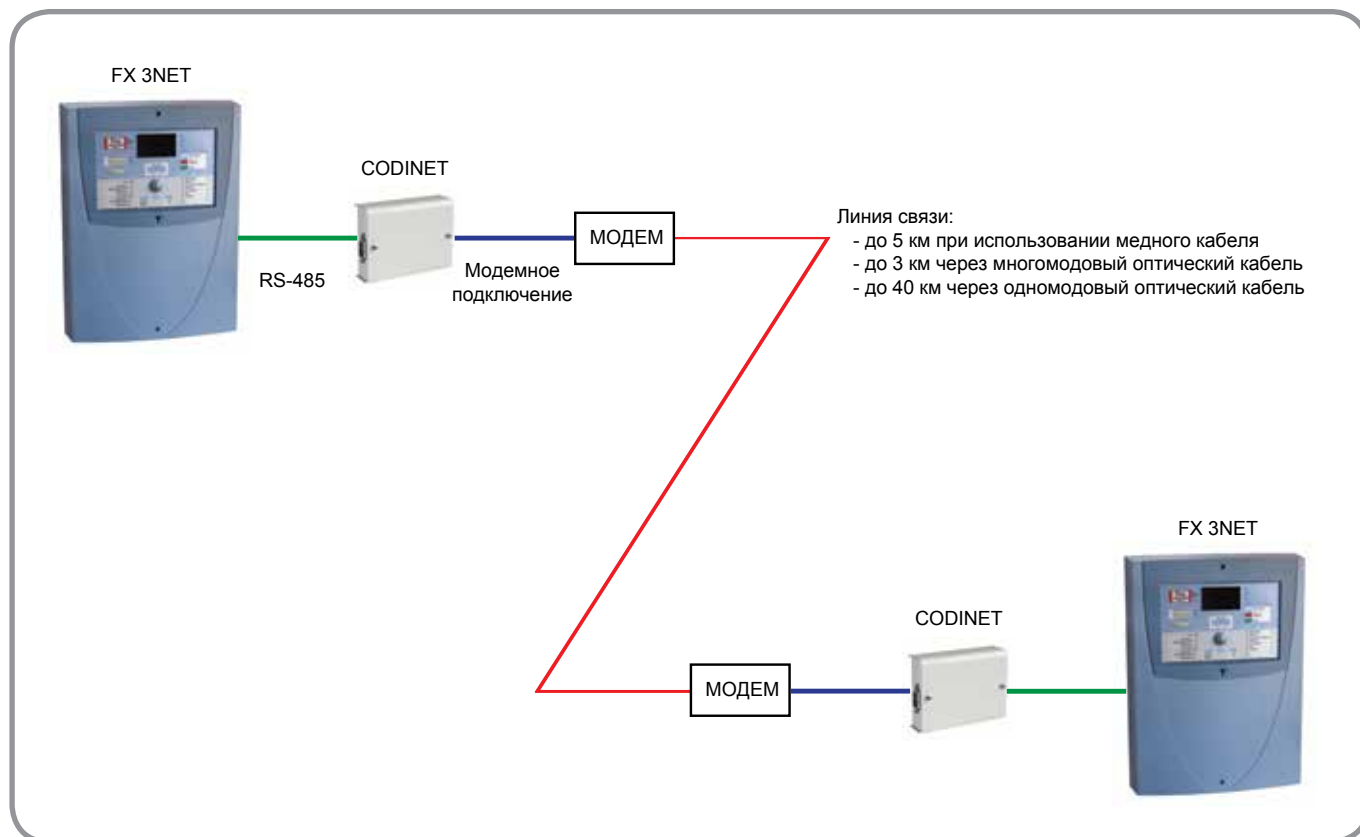 FX 3NET
CODINET
МОДЕМ
RS-485
Модемное
подключение
Линия связи:
- до 5 км при использовании медного кабеля
- до 3 км через многомодовый оптический кабель
- до 40 км через одномодовый оптический кабель
FX 3NET
CODINET
МОДЕМ